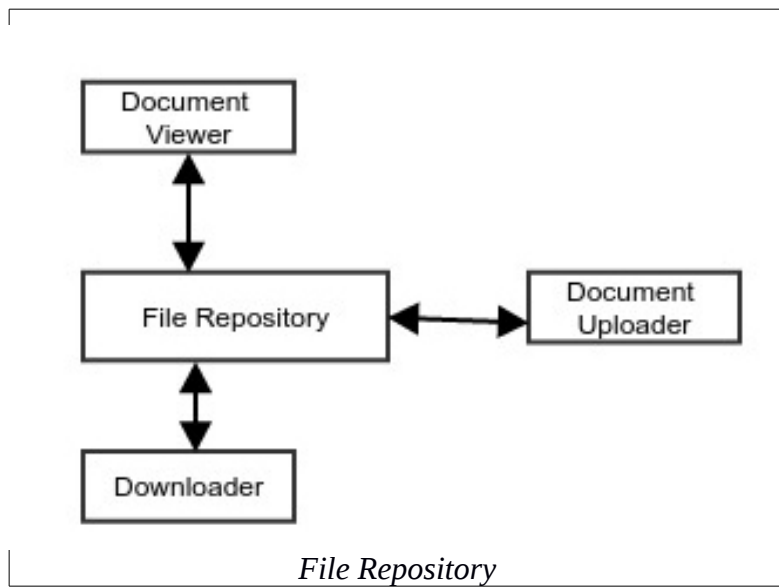 Document
Viewer
File Repository
Document
Uploader
Downloader
File Repository